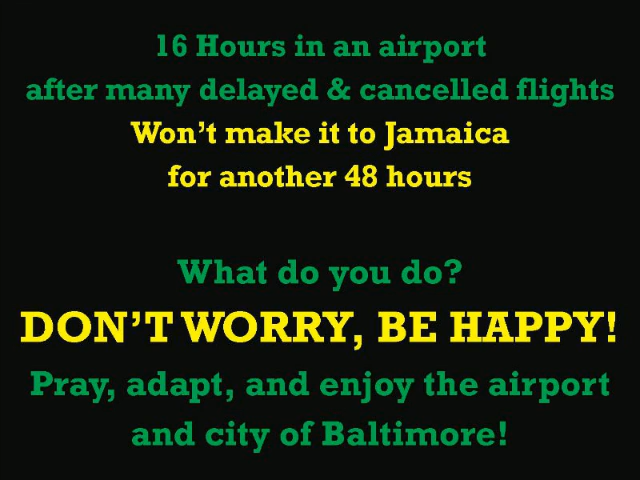 16 Hours in an airport
after many delayed & cancelled flights
Won't make it to Jamaica
for another 48 hours
What do you do?
DON'T WORRY, BE HAPPY!
Pray, adapt, and enjoy the airport
and city of Baltimore!